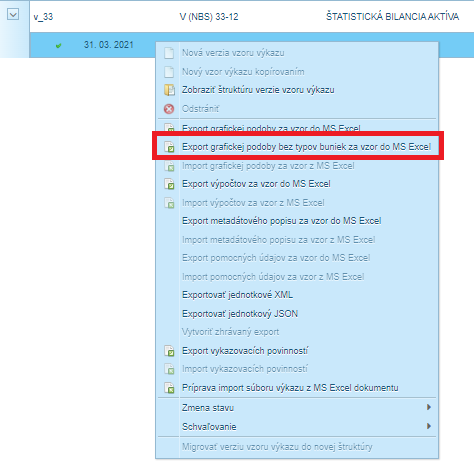 v_33 V (NBS) 33-12 ŠTATISTICKÁ BILANCIA AKTÍVA
31. 03. 2021
Nová verzia vzoru výkazu
Nový vzor výkazu kopírovaním
Zobraziť štruktúru verzie vzoru výkazu
Odstrániť
Export grafickej podoby za vzor do MS Excel
Export grafickej podoby bez typov buniek za vzor do MS Excel
Import grafickej podoby za vzor z MS Excel
Export výpočtov za vzor do MS Excel
Import výpočtov za vzor z MS Excel
Export metadátového popisu za vzor do MS Excel
Import metadátového popisu za vzor z MS Excel
Export pomocných údajov za vzor do MS Excel
Import pomocných údajov za vzor z MS Excel
Exportovať jednotkové XML
Exportovať jednotkový JSON
Vytvoriť zhrávaný export
Export vykazovacích povinností
Import vykazovacích povinností
Príprava import súboru výkazu z MS Excel dokumentu
Zmena stavu
Schvaľovanie
Migrovať verziu vzoru výkazu do novej štruktúry